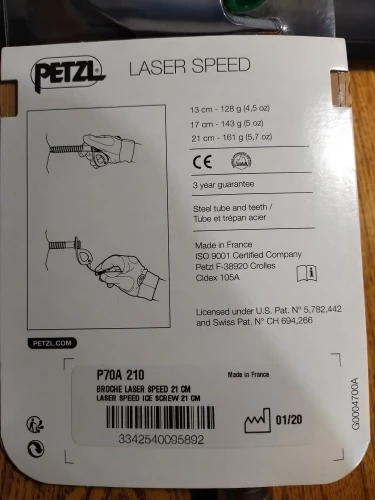 PETZL
LASER SPEED
13 cm - 128 g (4,5 oz)
17 cm - 143 g (5 oz)
21 cm - 161 g (5,7 oz)
CE
UIAA
3 year guarantee
Steel tube and teeth /
Tube et trépan acier
Made in France
ISO 9001 Certified Company
Petzl F-38920 Crolles
Cidex 105A
Licensed under U.S. Pat. N° 5,782,442
and Swiss Pat. N° CH 694,266
PETZL.COM
P70A 210
Made in France
BROCHE LASER SPEED 21 CM
LASER SPEED ICE SCREW 21 CM
01/20
3342540095892
G0004700A